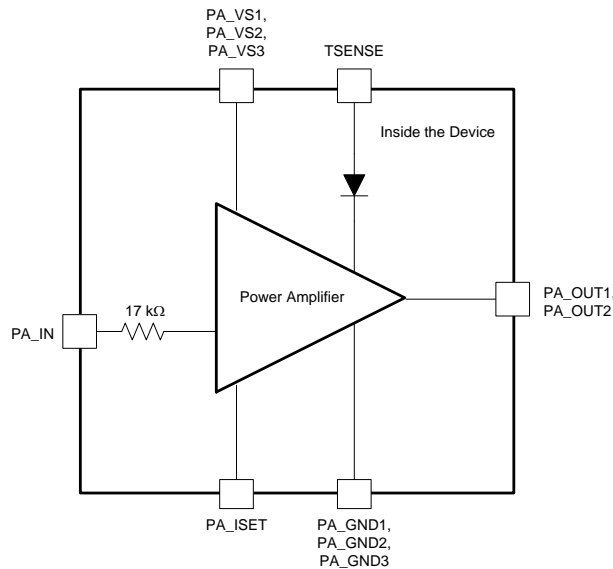 PA_VS1,
PA_VS2,
PA_VS3
TSENSE
Inside the Device
Power Amplifier
17 kΩ
PA_IN
PA_OUT1,
PA_OUT2
PA_ISET
PA_GND1,
PA_GND2,
PA_GND3